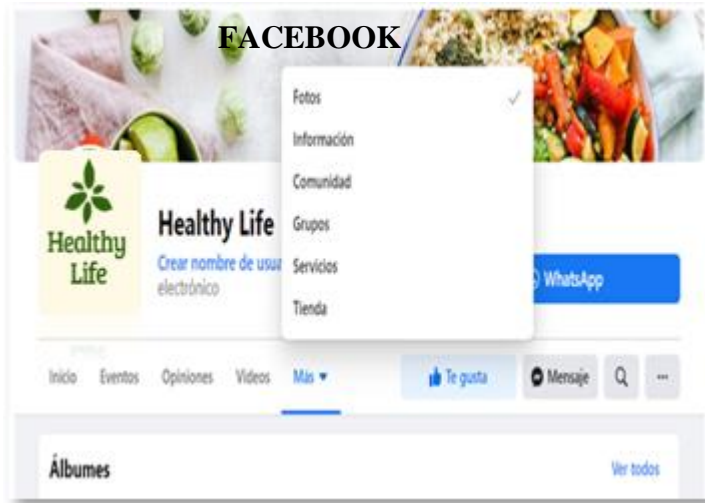 FACEBOOK
Fotos
Información
Comunidad
Grupos
Servicios
Tienda
Healthy
Life
Healthy Life
Crear nombre de usua
electrónico
WhatsApp
Inicio Eventos Opiniones Videos Más Te gusta Mensaje
Álbumes Ver todos